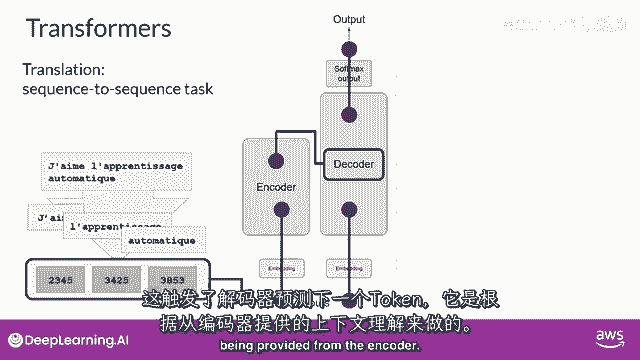 Transformers
Output
Softmax
output
Translation:
sequence-to-sequence task
J'aime l'apprentissage
automatique
Encoder
Decoder
l'apprentissage
automatique
Embedding
Embedding
2345
3425
3853
这触发了解码器预测下一个Token，它是根
据从编码器提供的上下文理解来做的。
being provided from the encoder.
DeepLearning.AI
aws